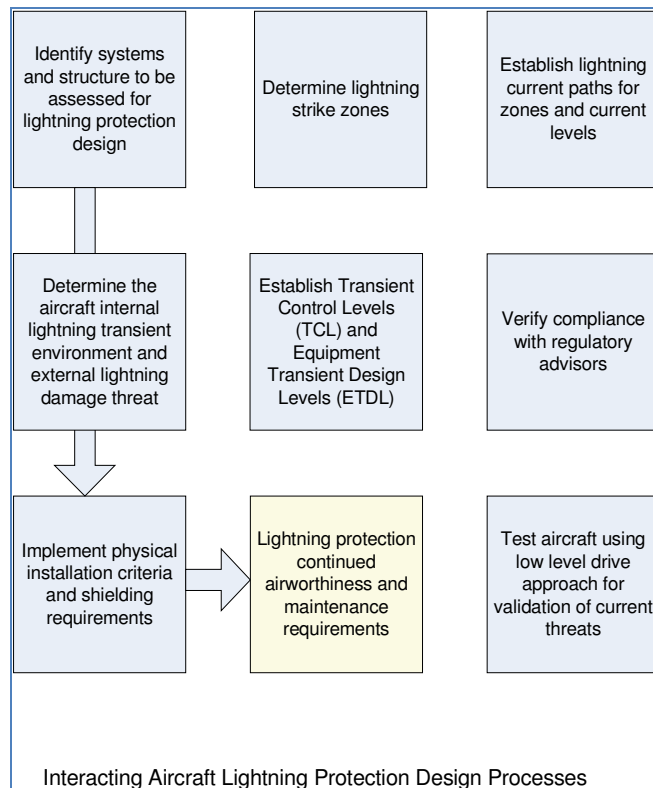 Identify systems
and structure to be
assessed for
lightning protection
design
Determine lightning
strike zones
Establish lightning
current paths for
zones and current
levels
Determine the
aircraft internal
lightning transient
environment and
external lightning
damage threat
Establish Transient
Control Levels
(TCL) and
Equipment
Transient Design
Levels (ETDL)
Verify compliance
with regulatory
advisors
Implement physical
installation criteria
and shielding
requirements
Lightning protection
continued
airworthiness and
maintenance
requirements
Test aircraft using
low level drive
approach for
validation of current
threats
Interacting Aircraft Lightning Protection Design Processes